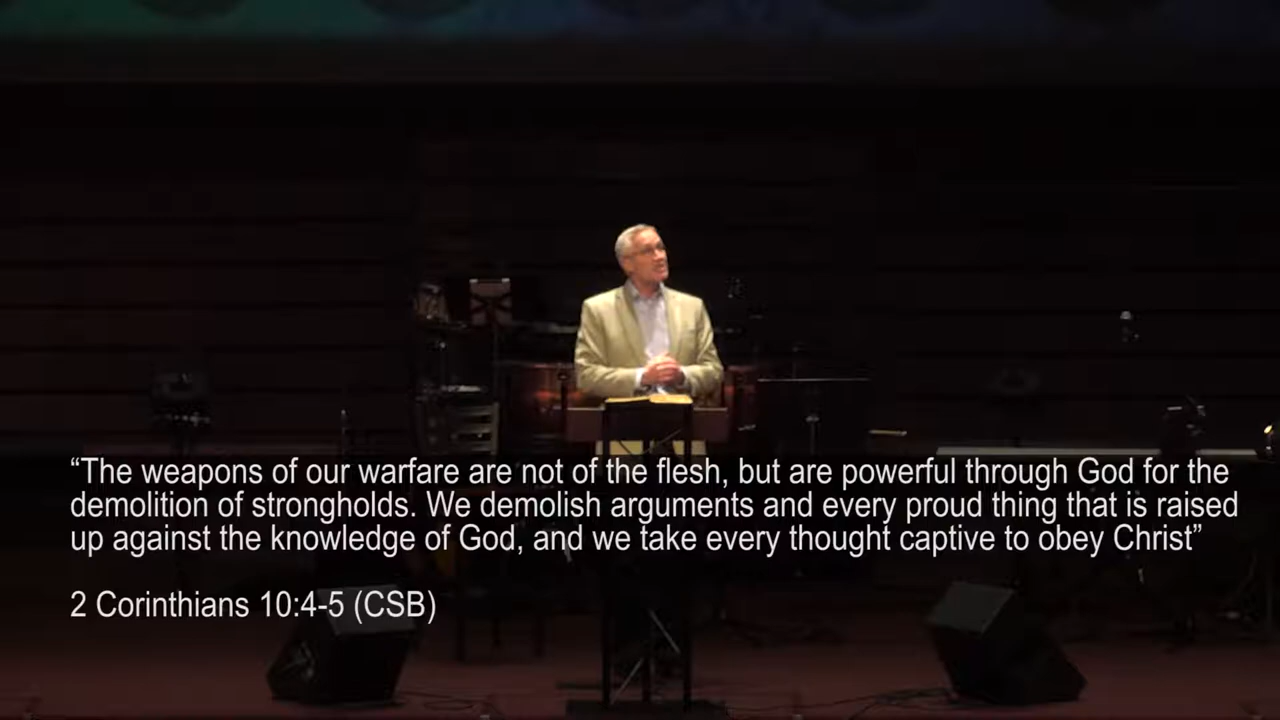 “The weapons of our warfare are not of the flesh, but are powerful through God for the
demolition of strongholds. We demolish arguments and every proud thing that is raised
up against the knowledge of God, and we take every thought captive to obey Christ”
2 Corinthians 10:4-5 (CSB)